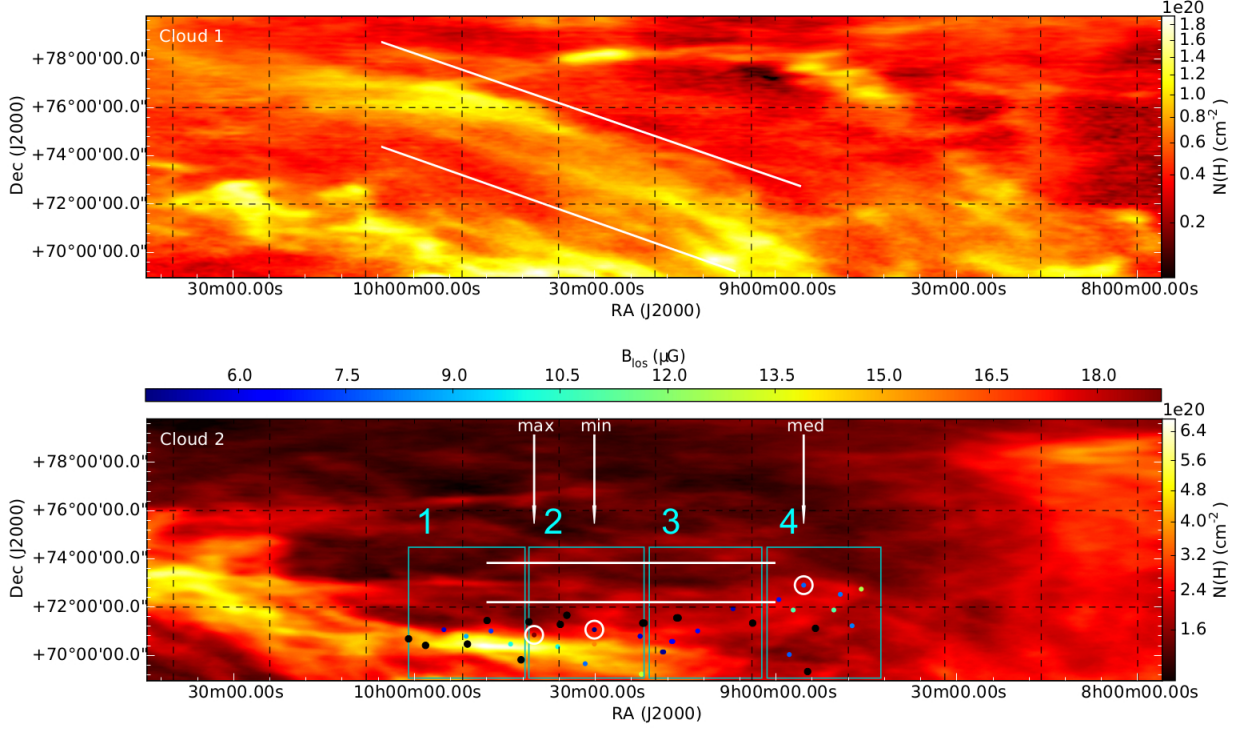 1e20
Cloud 1
1.8
+78°00'00.0"
1.4
1.2
+76°00'00.0"
1.0
0.8
Dec (J2000)
N(H) (cm⁻²)
0.6
+74°00'00.0"
0.4
+72°00'00.0"
0.2
+70°00'00.0"
30m00.00s 10h00m00.00s 30m00.00s 9h00m00.00s 30m00.00s 8h00m00.00s
RA (J2000)
B_los (μG)
6.0 7.5 9.0 10.5 12.0 13.5 15.0 16.5 18.0
1e20
Cloud 2 max min med
6.4
+78°00'00.0"
4.8
+76°00'00.0"
4.0
1 2 3 4
Dec (J2000)
N(H) (cm⁻²)
3.2
+74°00'00.0"
2.4
+72°00'00.0"
1.6
+70°00'00.0"
30m00.00s 10h00m00.00s 30m00.00s 9h00m00.00s 30m00.00s 8h00m00.00s
RA (J2000)